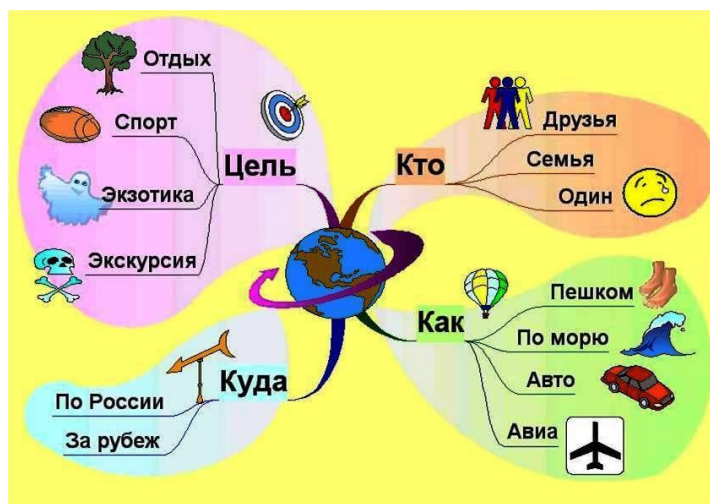 Цель
Отдых
Спорт
Экзотика
Экскурсия
Кто
Друзья
Семья
Один
Как
Пешком
По морю
Авто
Авиа
Куда
По России
За рубеж